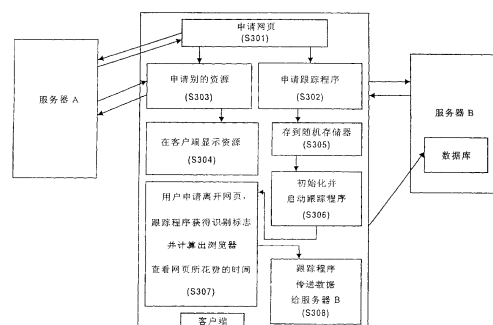 申请网页
(S301)
服务器 A
申请别的资源
(S303)
申请跟踪程序
(S302)
服务器 B
数据库
在客户端显示资源
(S304)
存到随机存储器
(S305)
初始化并
启动跟踪程序
(S306)
用户申请离开网页,
跟踪程序获得识别标志
并计算出浏览器
查看网页所花费的时间
(S307)
跟踪程序
传送数据
给服务器 B
(S308)
客户端